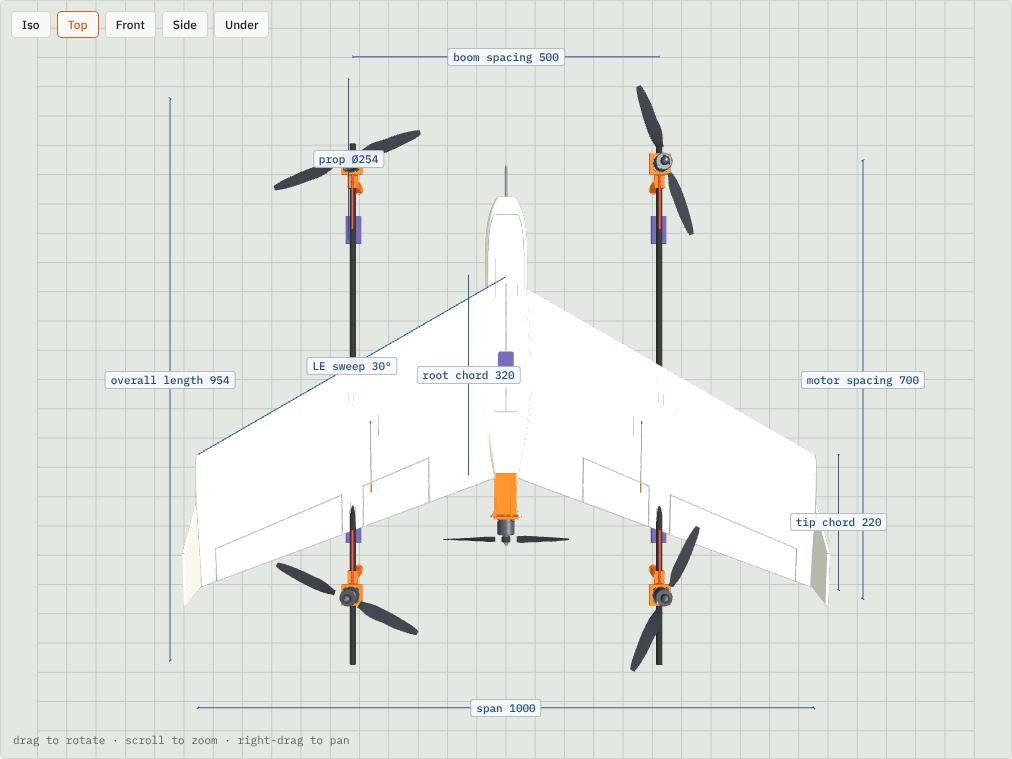 Iso
Top
Front
Side
Under
boom spacing 500
prop Ø254
LE sweep 30°
root chord 320
overall length 954
motor spacing 700
tip chord 220
span 1000
drag to rotate · scroll to zoom · right-drag to pan